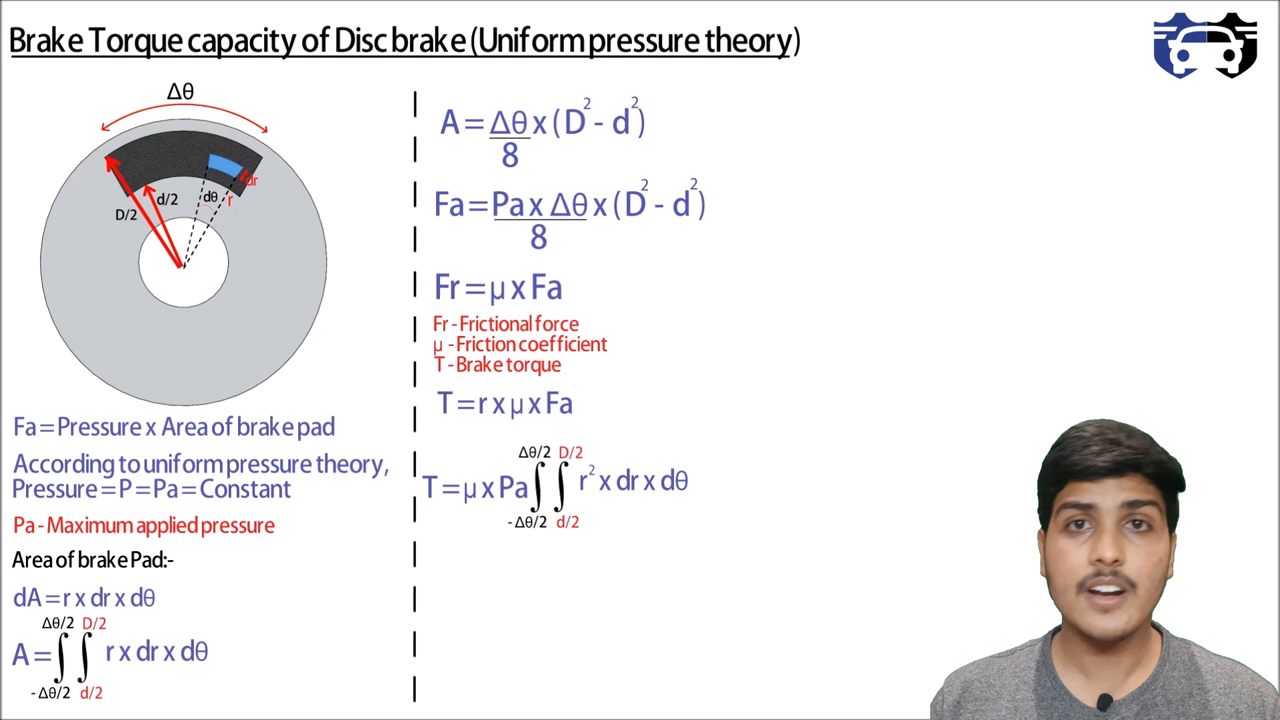 Brake Torque capacity of Disc brake (Uniform pressure theory)
Δθ
dr
d/2
dθ
r
D/2
Fa = Pressure x Area of brake pad
According to uniform pressure theory,
Pressure = P = Pa = Constant
Pa - Maximum applied pressure
Area of brake Pad:-
dA = r x dr x dθ
Δθ/2 D/2
A = ∫ ∫ r x dr x dθ
- Δθ/2 d/2
A = Δθ x ( D² - d² )
8
Fa = Pa x Δθ x ( D² - d² )
8
Fr = μ x Fa
Fr - Frictional force
μ - Friction coefficient
T - Brake torque
T = r x μ x Fa
Δθ/2 D/2
T = μ x Pa ∫ ∫ r² x dr x dθ
- Δθ/2 d/2